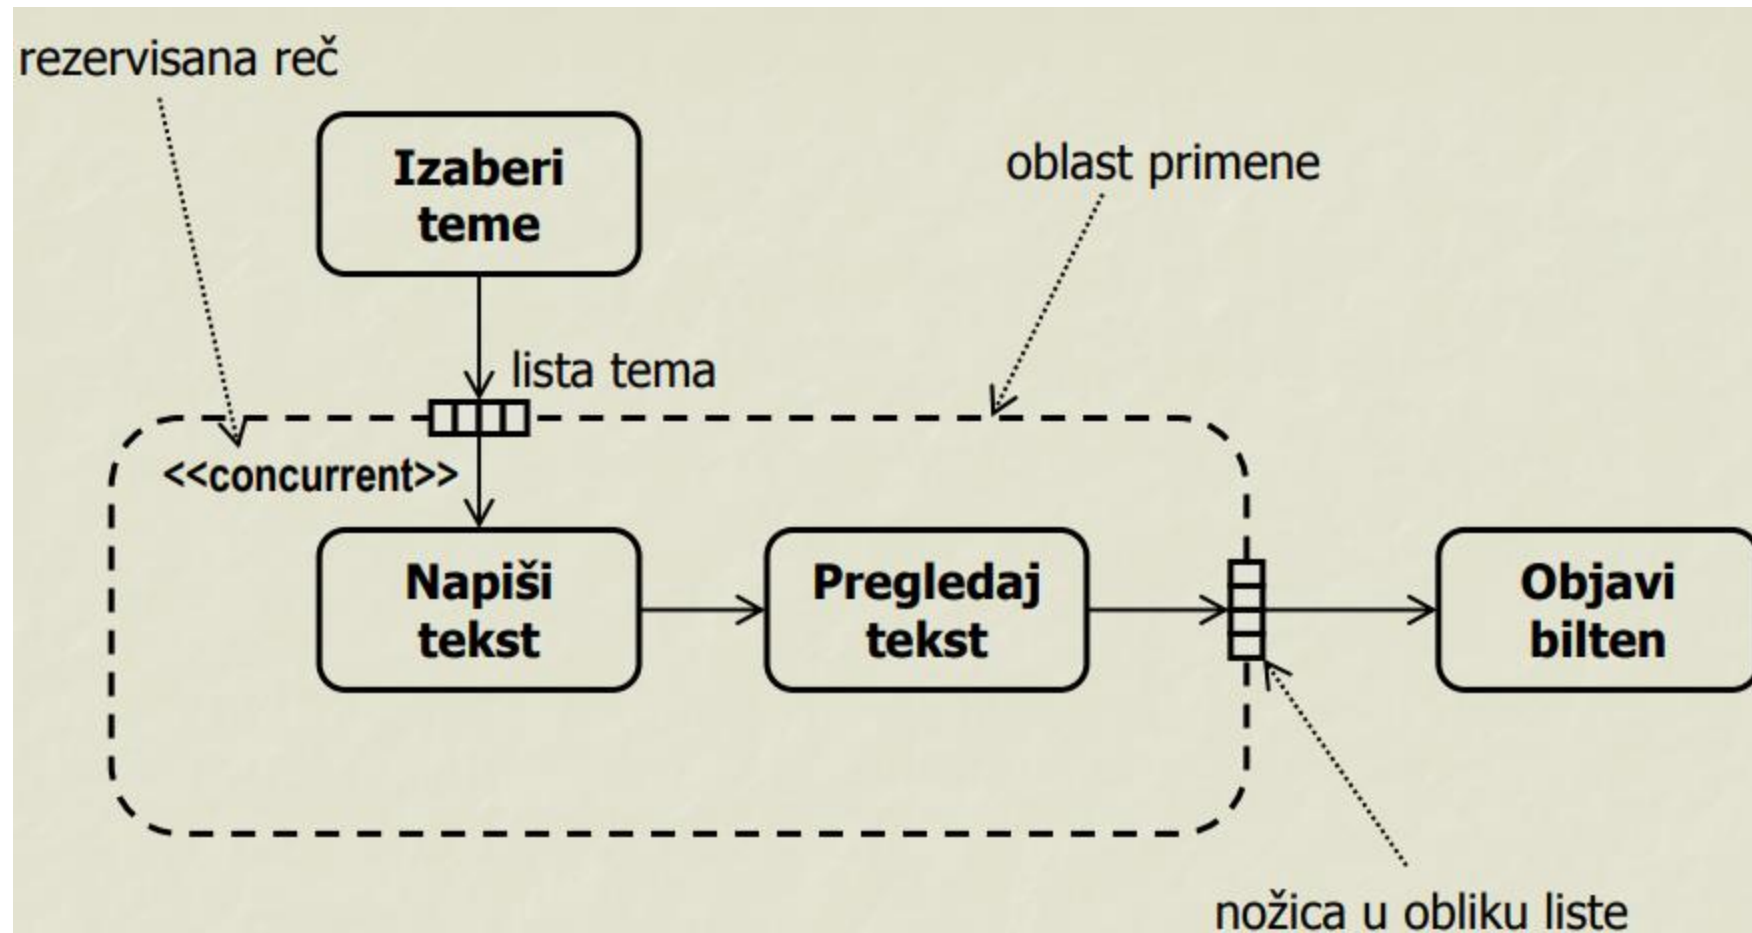 rezervisana reč
Izaberi
teme
oblast primene
lista tema
<<concurrent>>
Napiši
tekst
Pregledaj
tekst
Objavi
bilten
nožica u obliku liste